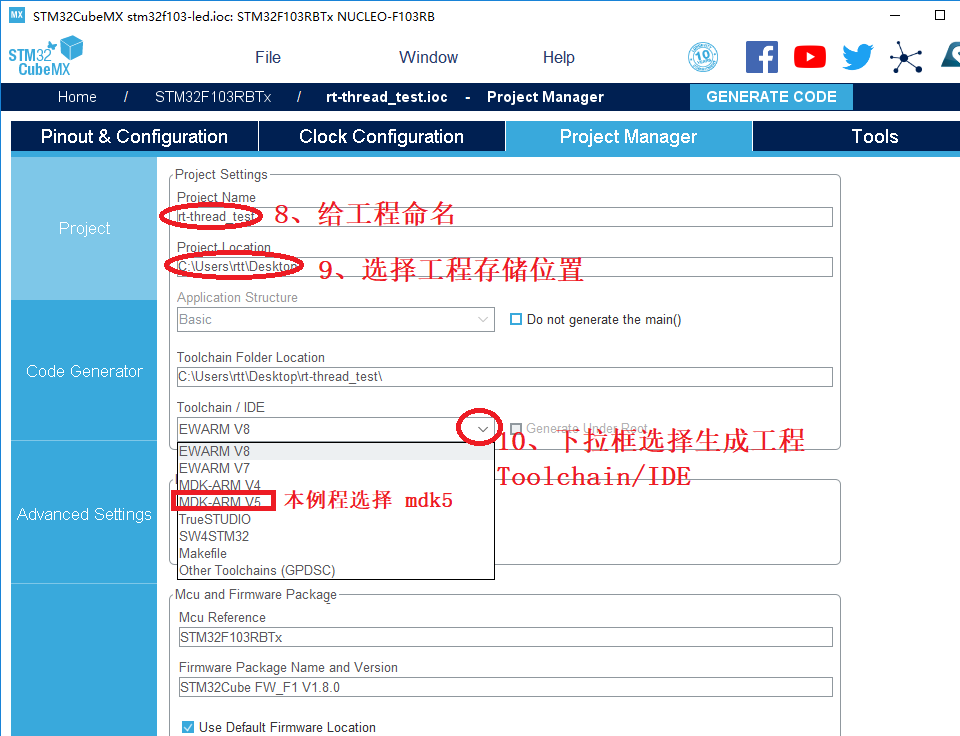 MX STM32CubeMX stm32f103-led.ioc: STM32F103RBTx NUCLEO-F103RB
STM32
CubeMX
File Window Help
10
Home / STM32F103RBTx / rt-thread_test.ioc - Project Manager GENERATE CODE
Pinout & Configuration Clock Configuration Project Manager Tools
Project
Code Generator
Advanced Settings
Project Settings
Project Name
rt-thread_test
8、给工程命名
Project Location
C:\Users\rtt\Desktop
9、选择工程存储位置
Application Structure
Basic
Do not generate the main()
Toolchain Folder Location
C:\Users\rtt\Desktop\rt-thread_test\
Toolchain / IDE
EWARM V8
Generate Under Root
10、下拉框选择生成工程
Toolchain/IDE
EWARM V8
EWARM V7
MDK-ARM V4
MDK-ARM V5
本例程选择 mdk5
TrueSTUDIO
SW4STM32
Makefile
Other Toolchains (GPDSC)
Mcu and Firmware Package
Mcu Reference
STM32F103RBTx
Firmware Package Name and Version
STM32Cube FW_F1 V1.8.0
Use Default Firmware Location